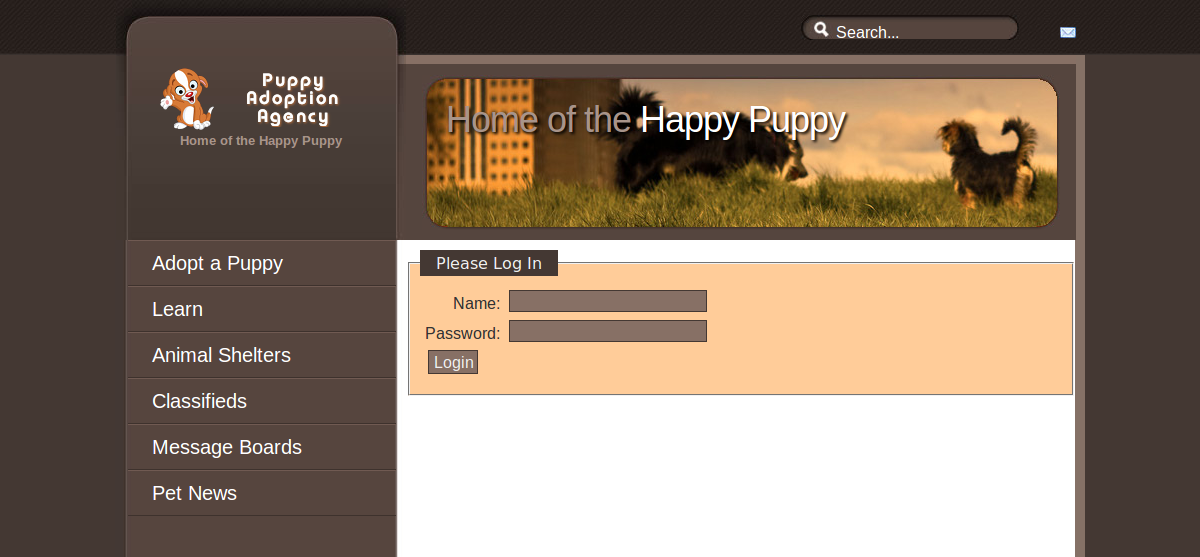 Search...
Puppy
Adoption
Agency
Home of the Happy Puppy
Home of the Happy Puppy
Adopt a Puppy
Learn
Animal Shelters
Classifieds
Message Boards
Pet News
Please Log In
Name:
Password:
Login